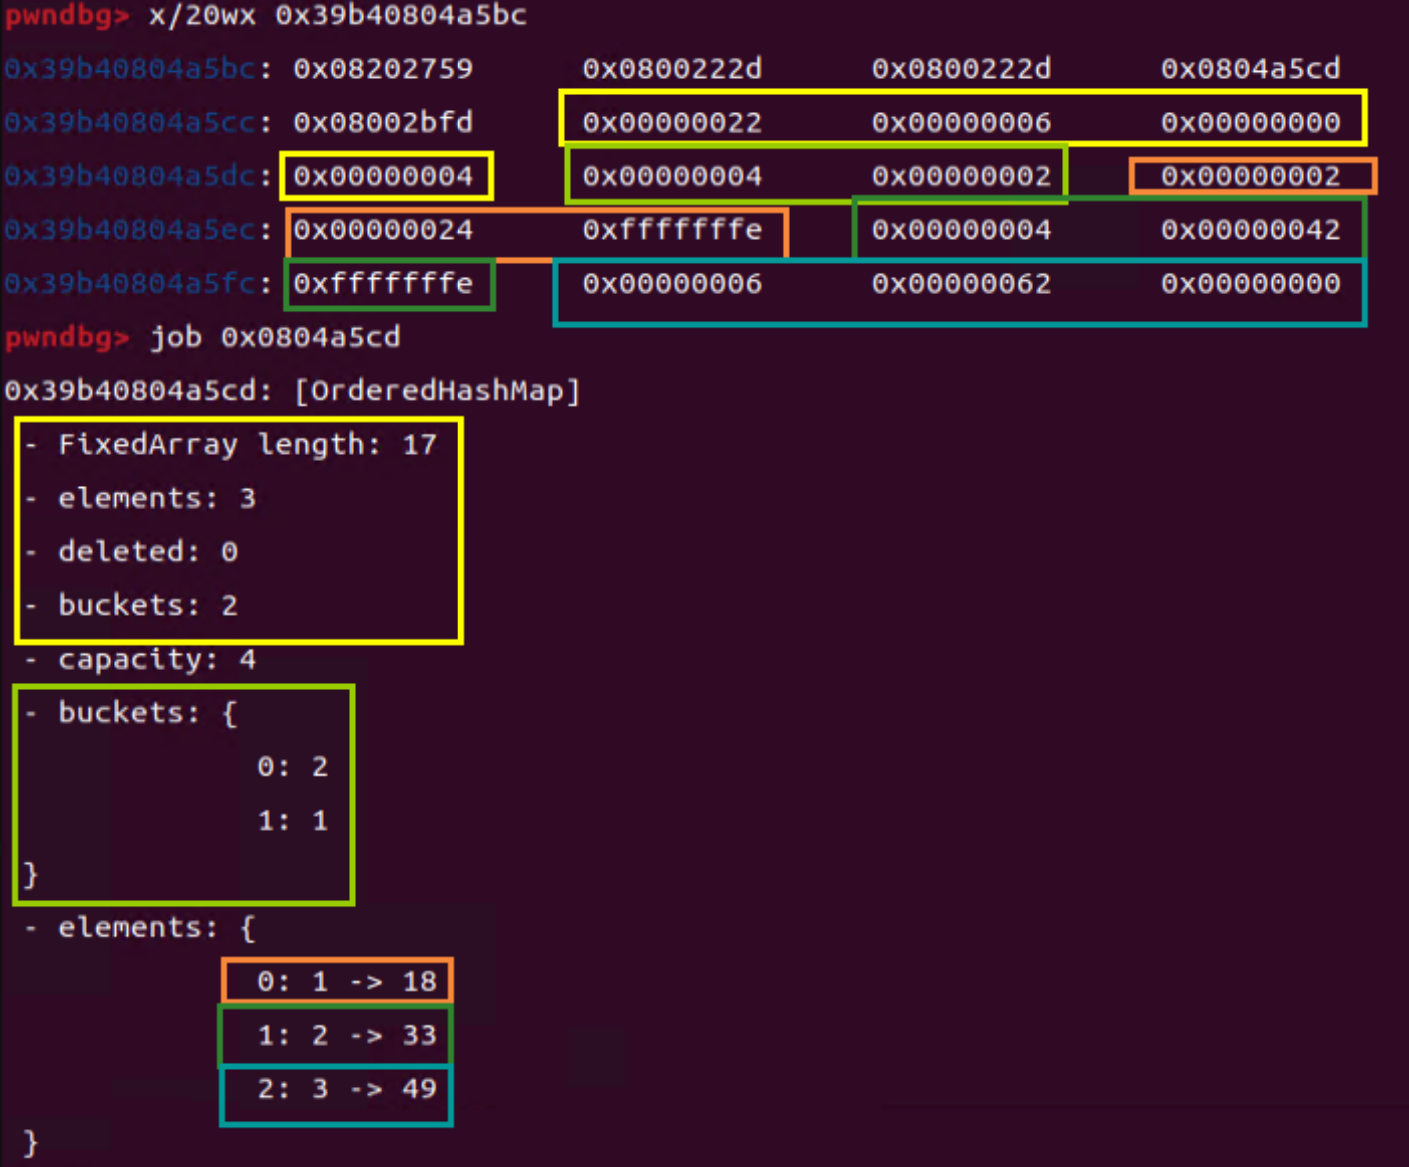 pwndbg> x/20wx 0x39b40804a5bc
0x39b40804a5bc: 0x08202759 0x0800222d 0x0800222d 0x0804a5cd
0x39b40804a5cc: 0x08002bfd 0x00000022 0x00000006 0x00000000
0x39b40804a5dc: 0x00000004 0x00000004 0x00000002 0x00000002
0x39b40804a5ec: 0x00000024 0xfffffffe 0x00000004 0x00000042
0x39b40804a5fc: 0xfffffffe 0x00000006 0x00000062 0x00000000
pwndbg> job 0x0804a5cd
0x39b40804a5cd: [OrderedHashMap]
- FixedArray length: 17
- elements: 3
- deleted: 0
- buckets: 2
- capacity: 4
- buckets: {
0: 2
1: 1
}
- elements: {
0: 1 -> 18
1: 2 -> 33
2: 3 -> 49
}